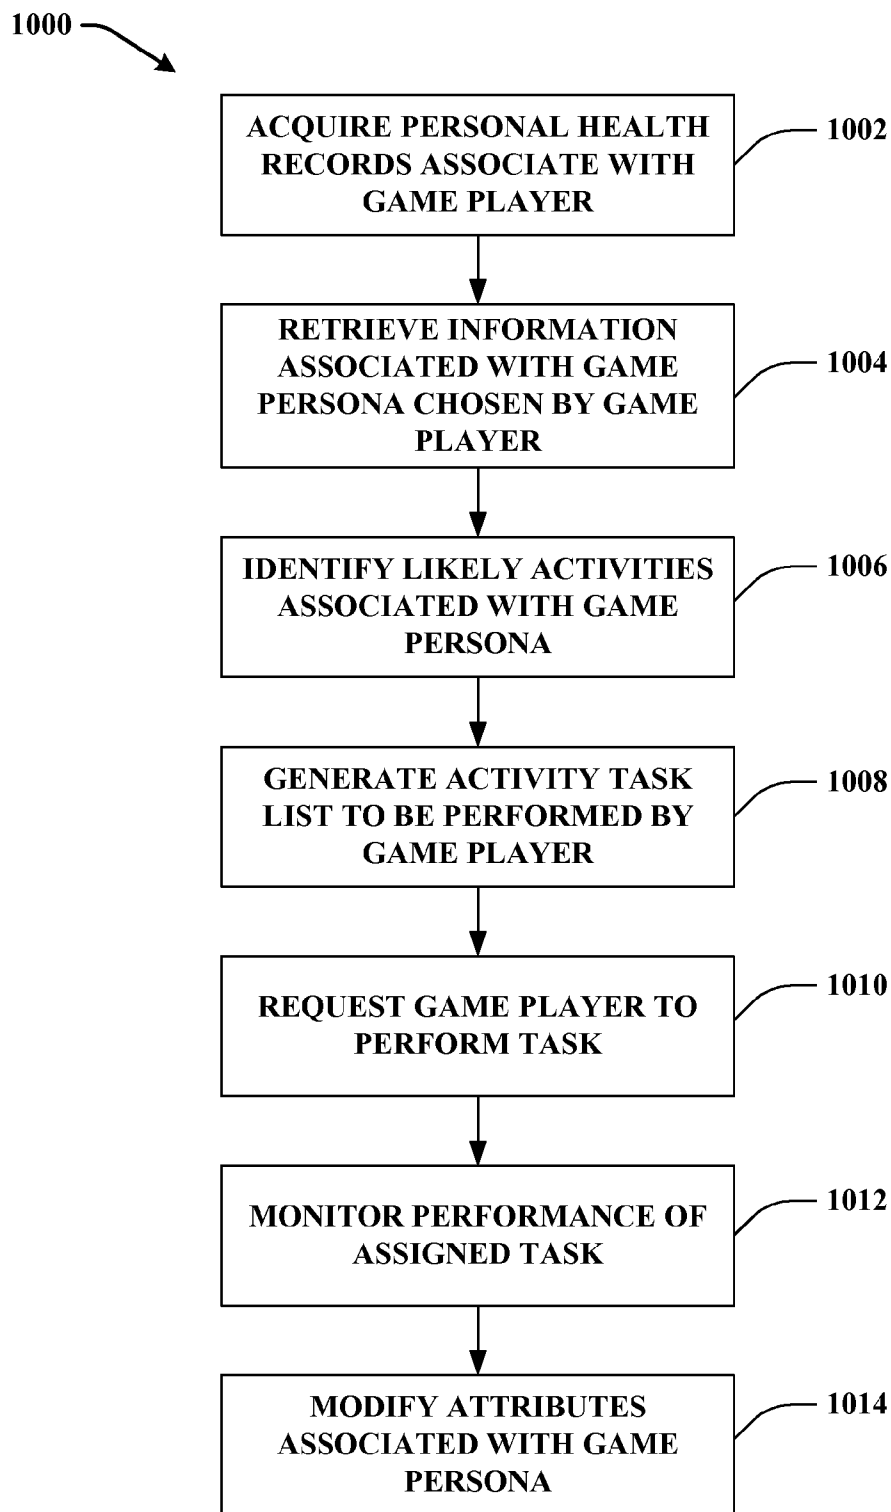 1000
ACQUIRE PERSONAL HEALTH
RECORDS ASSOCIATE WITH
GAME PLAYER
1002
RETRIEVE INFORMATION
ASSOCIATED WITH GAME
PERSONA CHOSEN BY GAME
PLAYER
1004
IDENTIFY LIKELY ACTIVITIES
ASSOCIATED WITH GAME
PERSONA
1006
GENERATE ACTIVITY TASK
LIST TO BE PERFORMED BY
GAME PLAYER
1008
REQUEST GAME PLAYER TO
PERFORM TASK
1010
MONITOR PERFORMANCE OF
ASSIGNED TASK
1012
MODIFY ATTRIBUTES
ASSOCIATED WITH GAME
PERSONA
1014